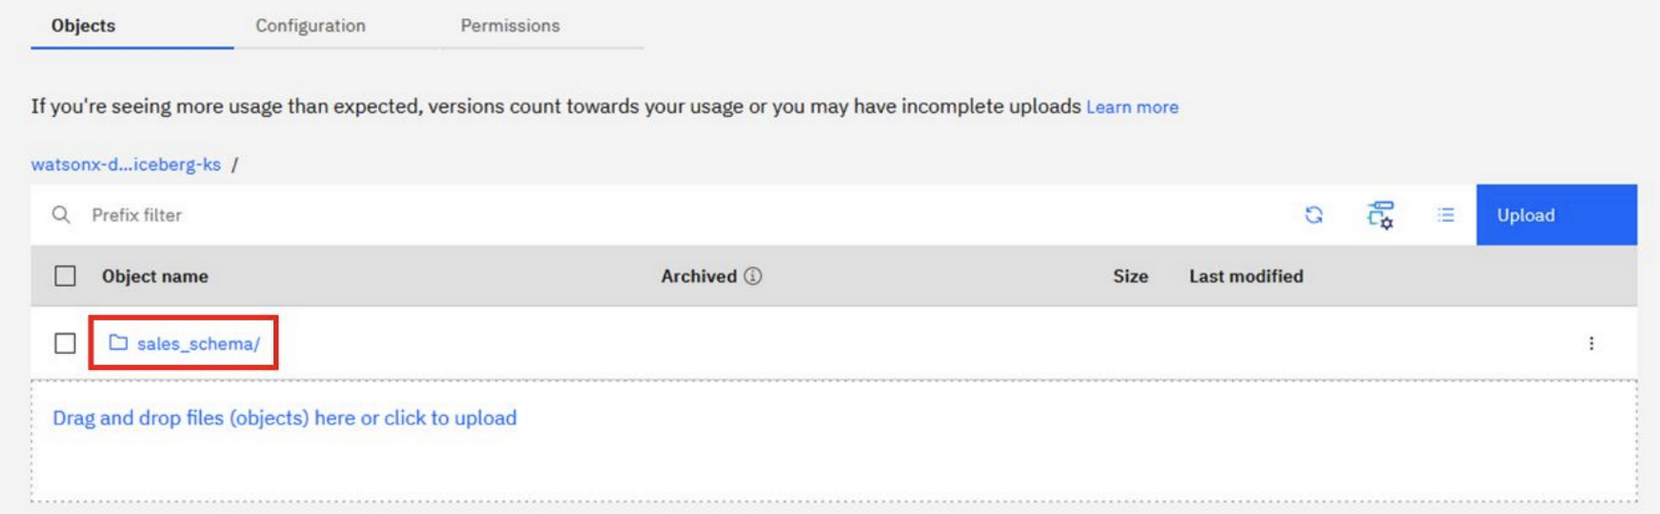 Objects Configuration Permissions
If you're seeing more usage than expected, versions count towards your usage or you may have incomplete uploads Learn more
watsonx-d...iceberg-ks /
Prefix filter Upload
Object name Archived Size Last modified
sales_schema/
Drag and drop files (objects) here or click to upload